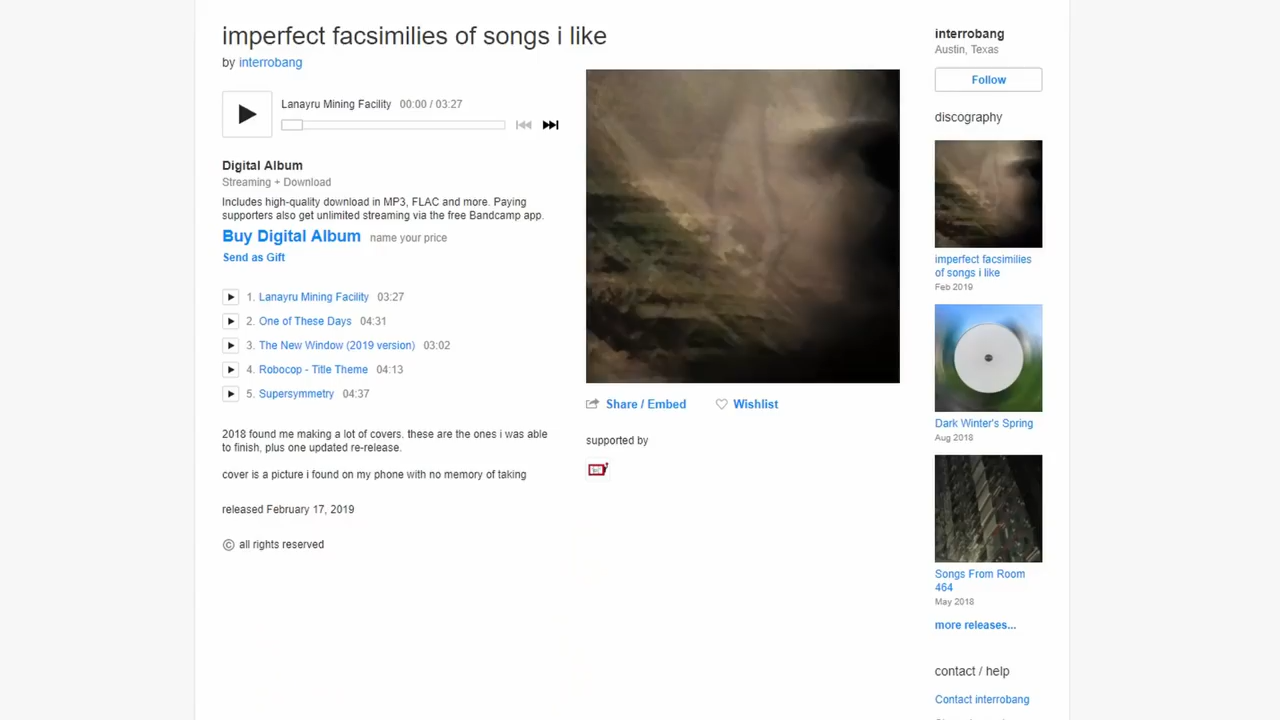 imperfect facsimilies of songs i like
by interrobang
Lanayru Mining Facility 00:00 / 03:27
Digital Album
Streaming + Download
Includes high-quality download in MP3, FLAC and more. Paying
supporters also get unlimited streaming via the free Bandcamp app.
Buy Digital Album name your price
Send as Gift
1. Lanayru Mining Facility 03:27
2. One of These Days 04:31
3. The New Window (2019 version) 03:02
4. Robocop - Title Theme 04:13
5. Supersymmetry 04:37
2018 found me making a lot of covers. these are the ones i was able
to finish, plus one updated re-release.
cover is a picture i found on my phone with no memory of taking
released February 17, 2019
© all rights reserved
Share / Embed Wishlist
supported by
interrobang
Austin, Texas
Follow
discography
imperfect facsimilies
of songs i like
Feb 2019
Dark Winter's Spring
Aug 2018
Songs From Room
464
May 2018
more releases...
contact / help
Contact interrobang